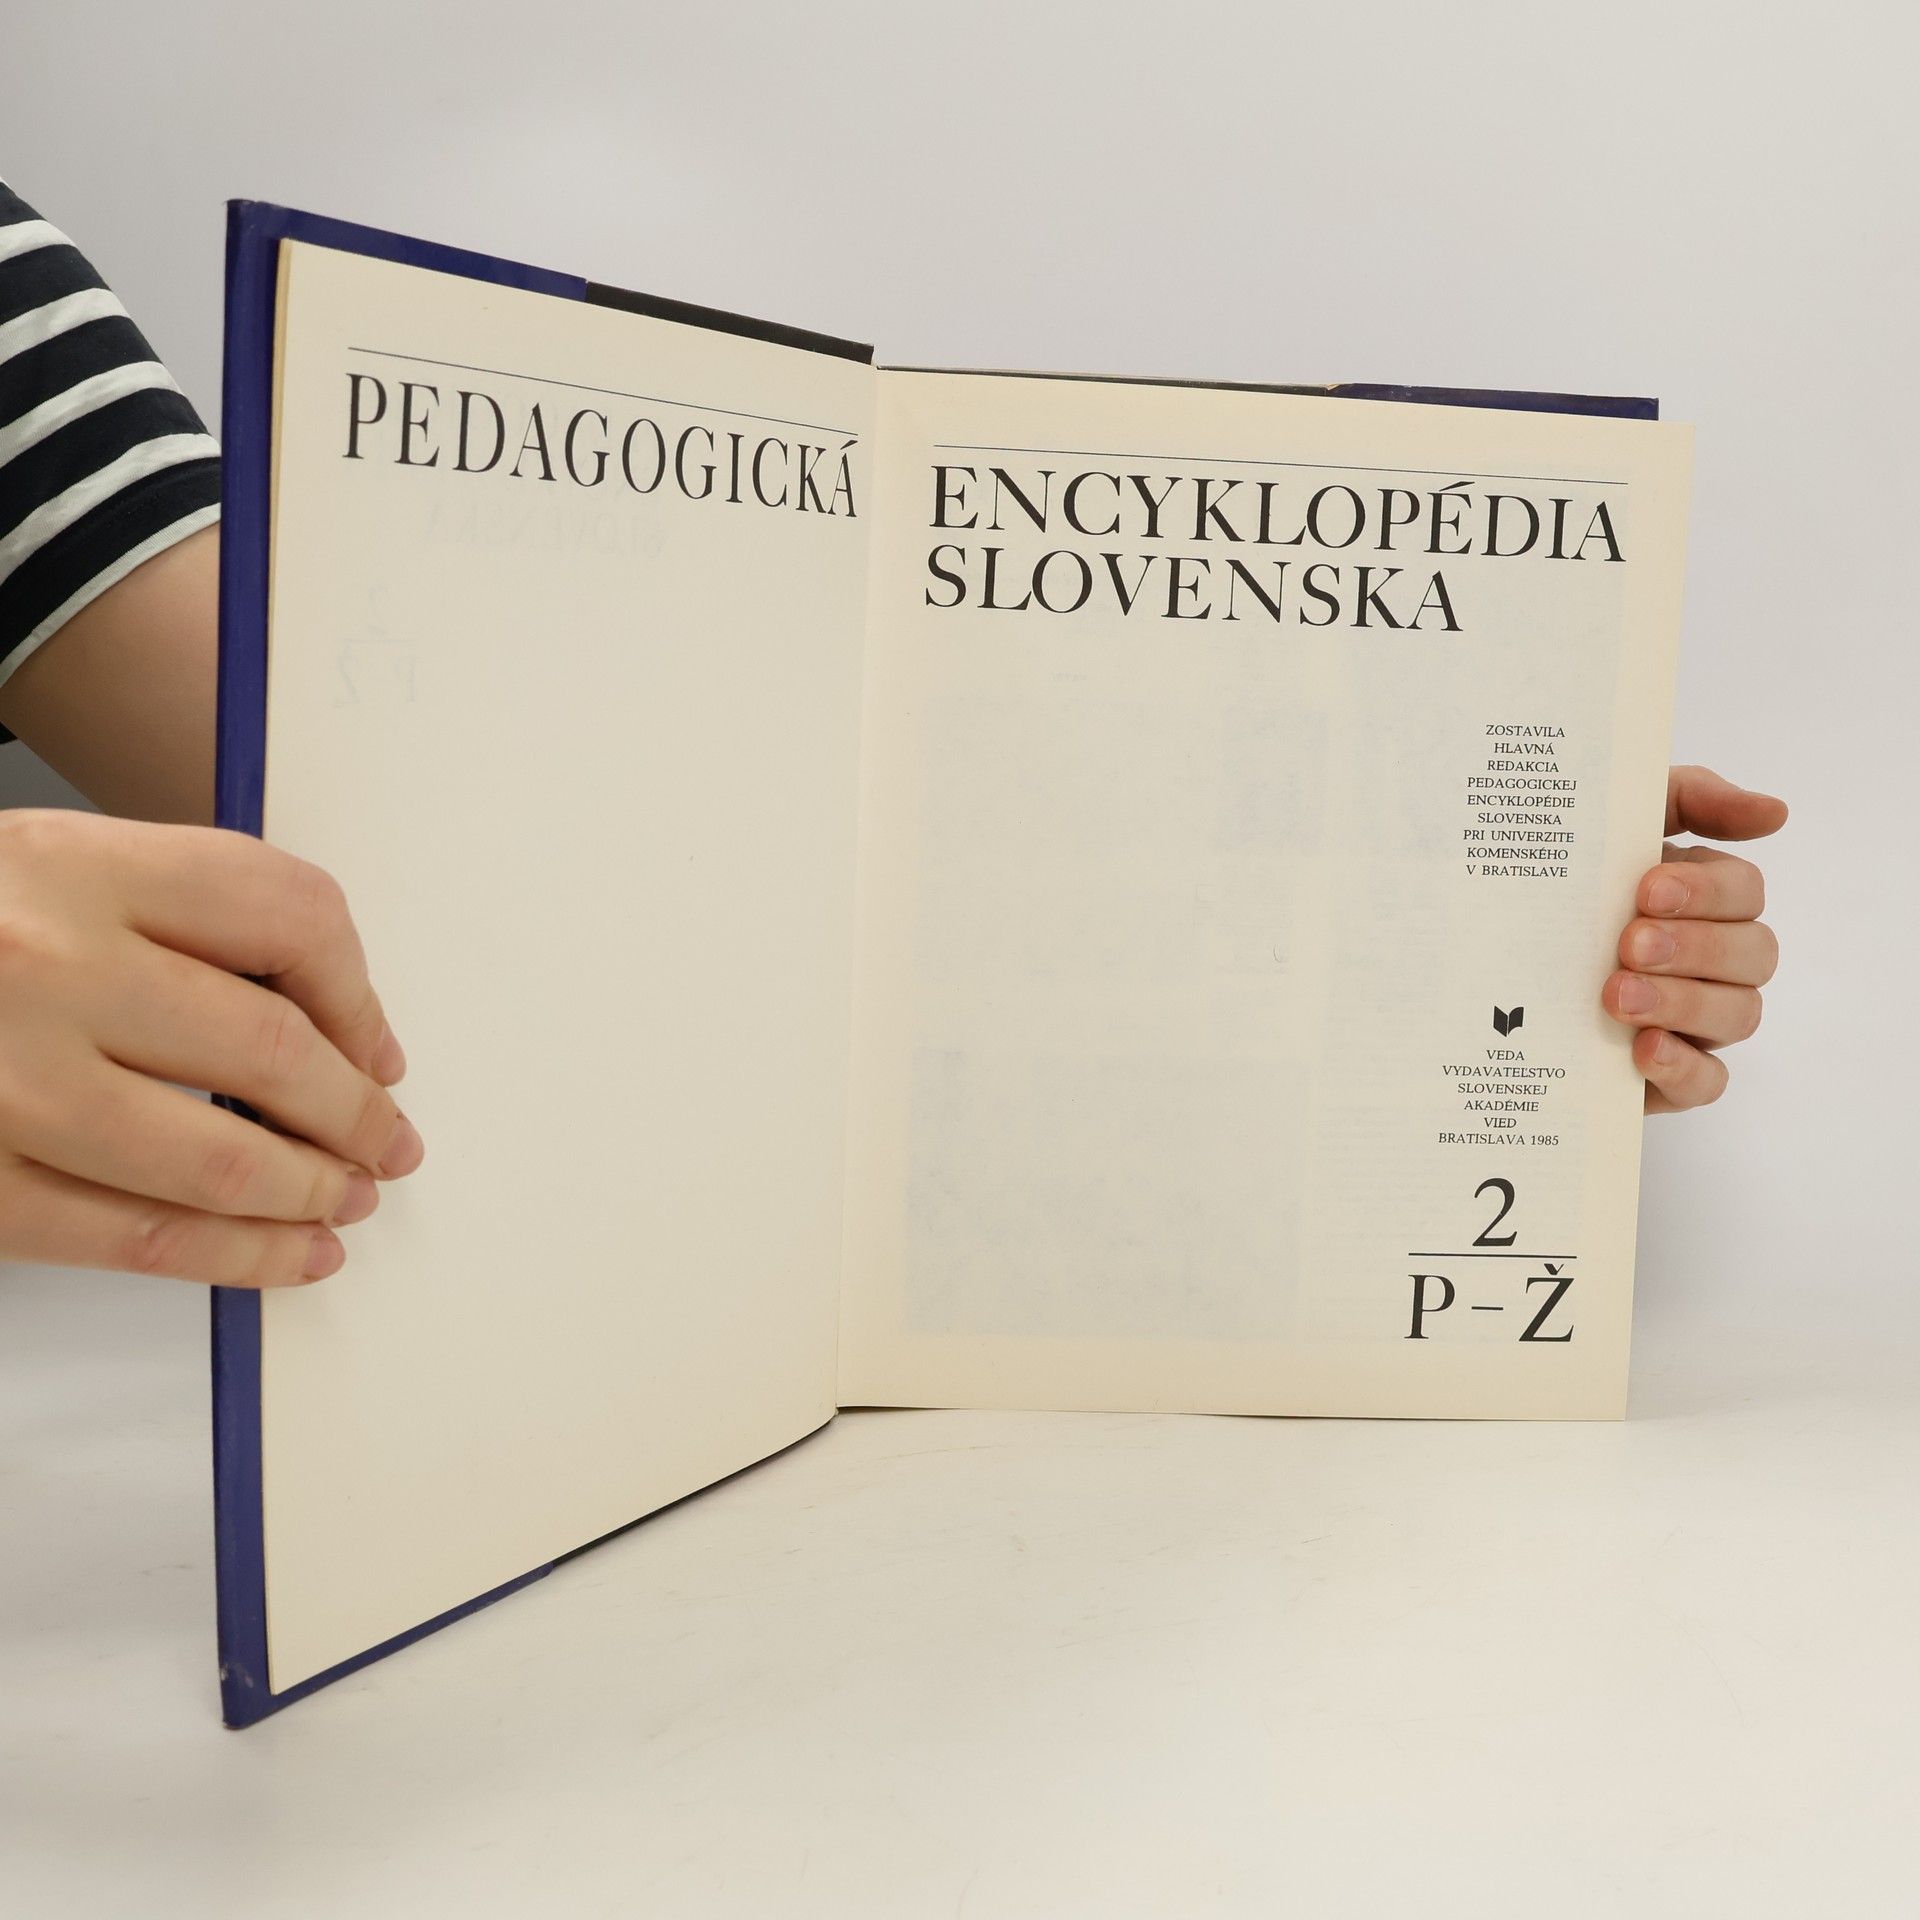 PEDAGOGICKÁ
ENCYKLOPÉDIA
SLOVENSKA
ZOSTAVILA
HLAVNÁ
REDAKCIA
PEDAGOGICKEJ
ENCYKLOPÉDIE
SLOVENSKA
PRI UNIVERZITE
KOMENSKÉHO
V BRATISLAVE
VEDA
VYDAVATEĽSTVO
SLOVENSKEJ
AKADÉMIE
VIED
BRATISLAVA 1985
2
P – Ž